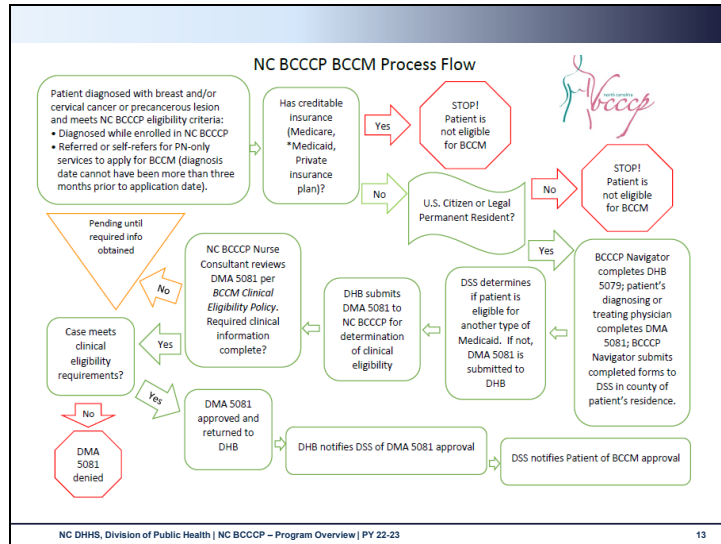 NC BCCCP BCCM Process Flow
north carolina
bcccp
Patient diagnosed with breast and/or
cervical cancer or precancerous lesion
and meets NC BCCCP eligibility criteria:
• Diagnosed while enrolled in NC BCCCP
• Referred or self-refers for PN-only
services to apply for BCCM (diagnosis
date cannot have been more than three
months prior to application date).
Has creditable
insurance
(Medicare,
*Medicaid,
Private
insurance
plan)?
Yes
STOP!
Patient is
not eligible
for BCCM
No
U.S. Citizen or Legal
Permanent Resident?
No
STOP!
Patient is
not eligible
for BCCM
Yes
BCCCP Navigator
completes DHB
5079; patient's
diagnosing or
treating physician
completes DMA
5081; BCCCP
Navigator submits
completed forms to
DSS in county of
patient's residence.
DSS determines
if patient is
eligible for
another type of
Medicaid. If not,
DMA 5081 is
submitted to
DHB
DHB submits
DMA 5081 to
NC BCCCP for
determination
of clinical
eligibility
NC BCCCP Nurse
Consultant reviews
DMA 5081 per
BCCM Clinical
Eligibility Policy.
Required clinical
information
complete?
No
Pending until
required info
obtained
Yes
Case meets
clinical
eligibility
requirements?
No
DMA
5081
denied
Yes
DMA 5081
approved and
returned to
DHB
DHB notifies DSS of DMA 5081 approval
DSS notifies Patient of BCCM approval
NC DHHS, Division of Public Health | NC BCCCP – Program Overview | PY 22-23
13